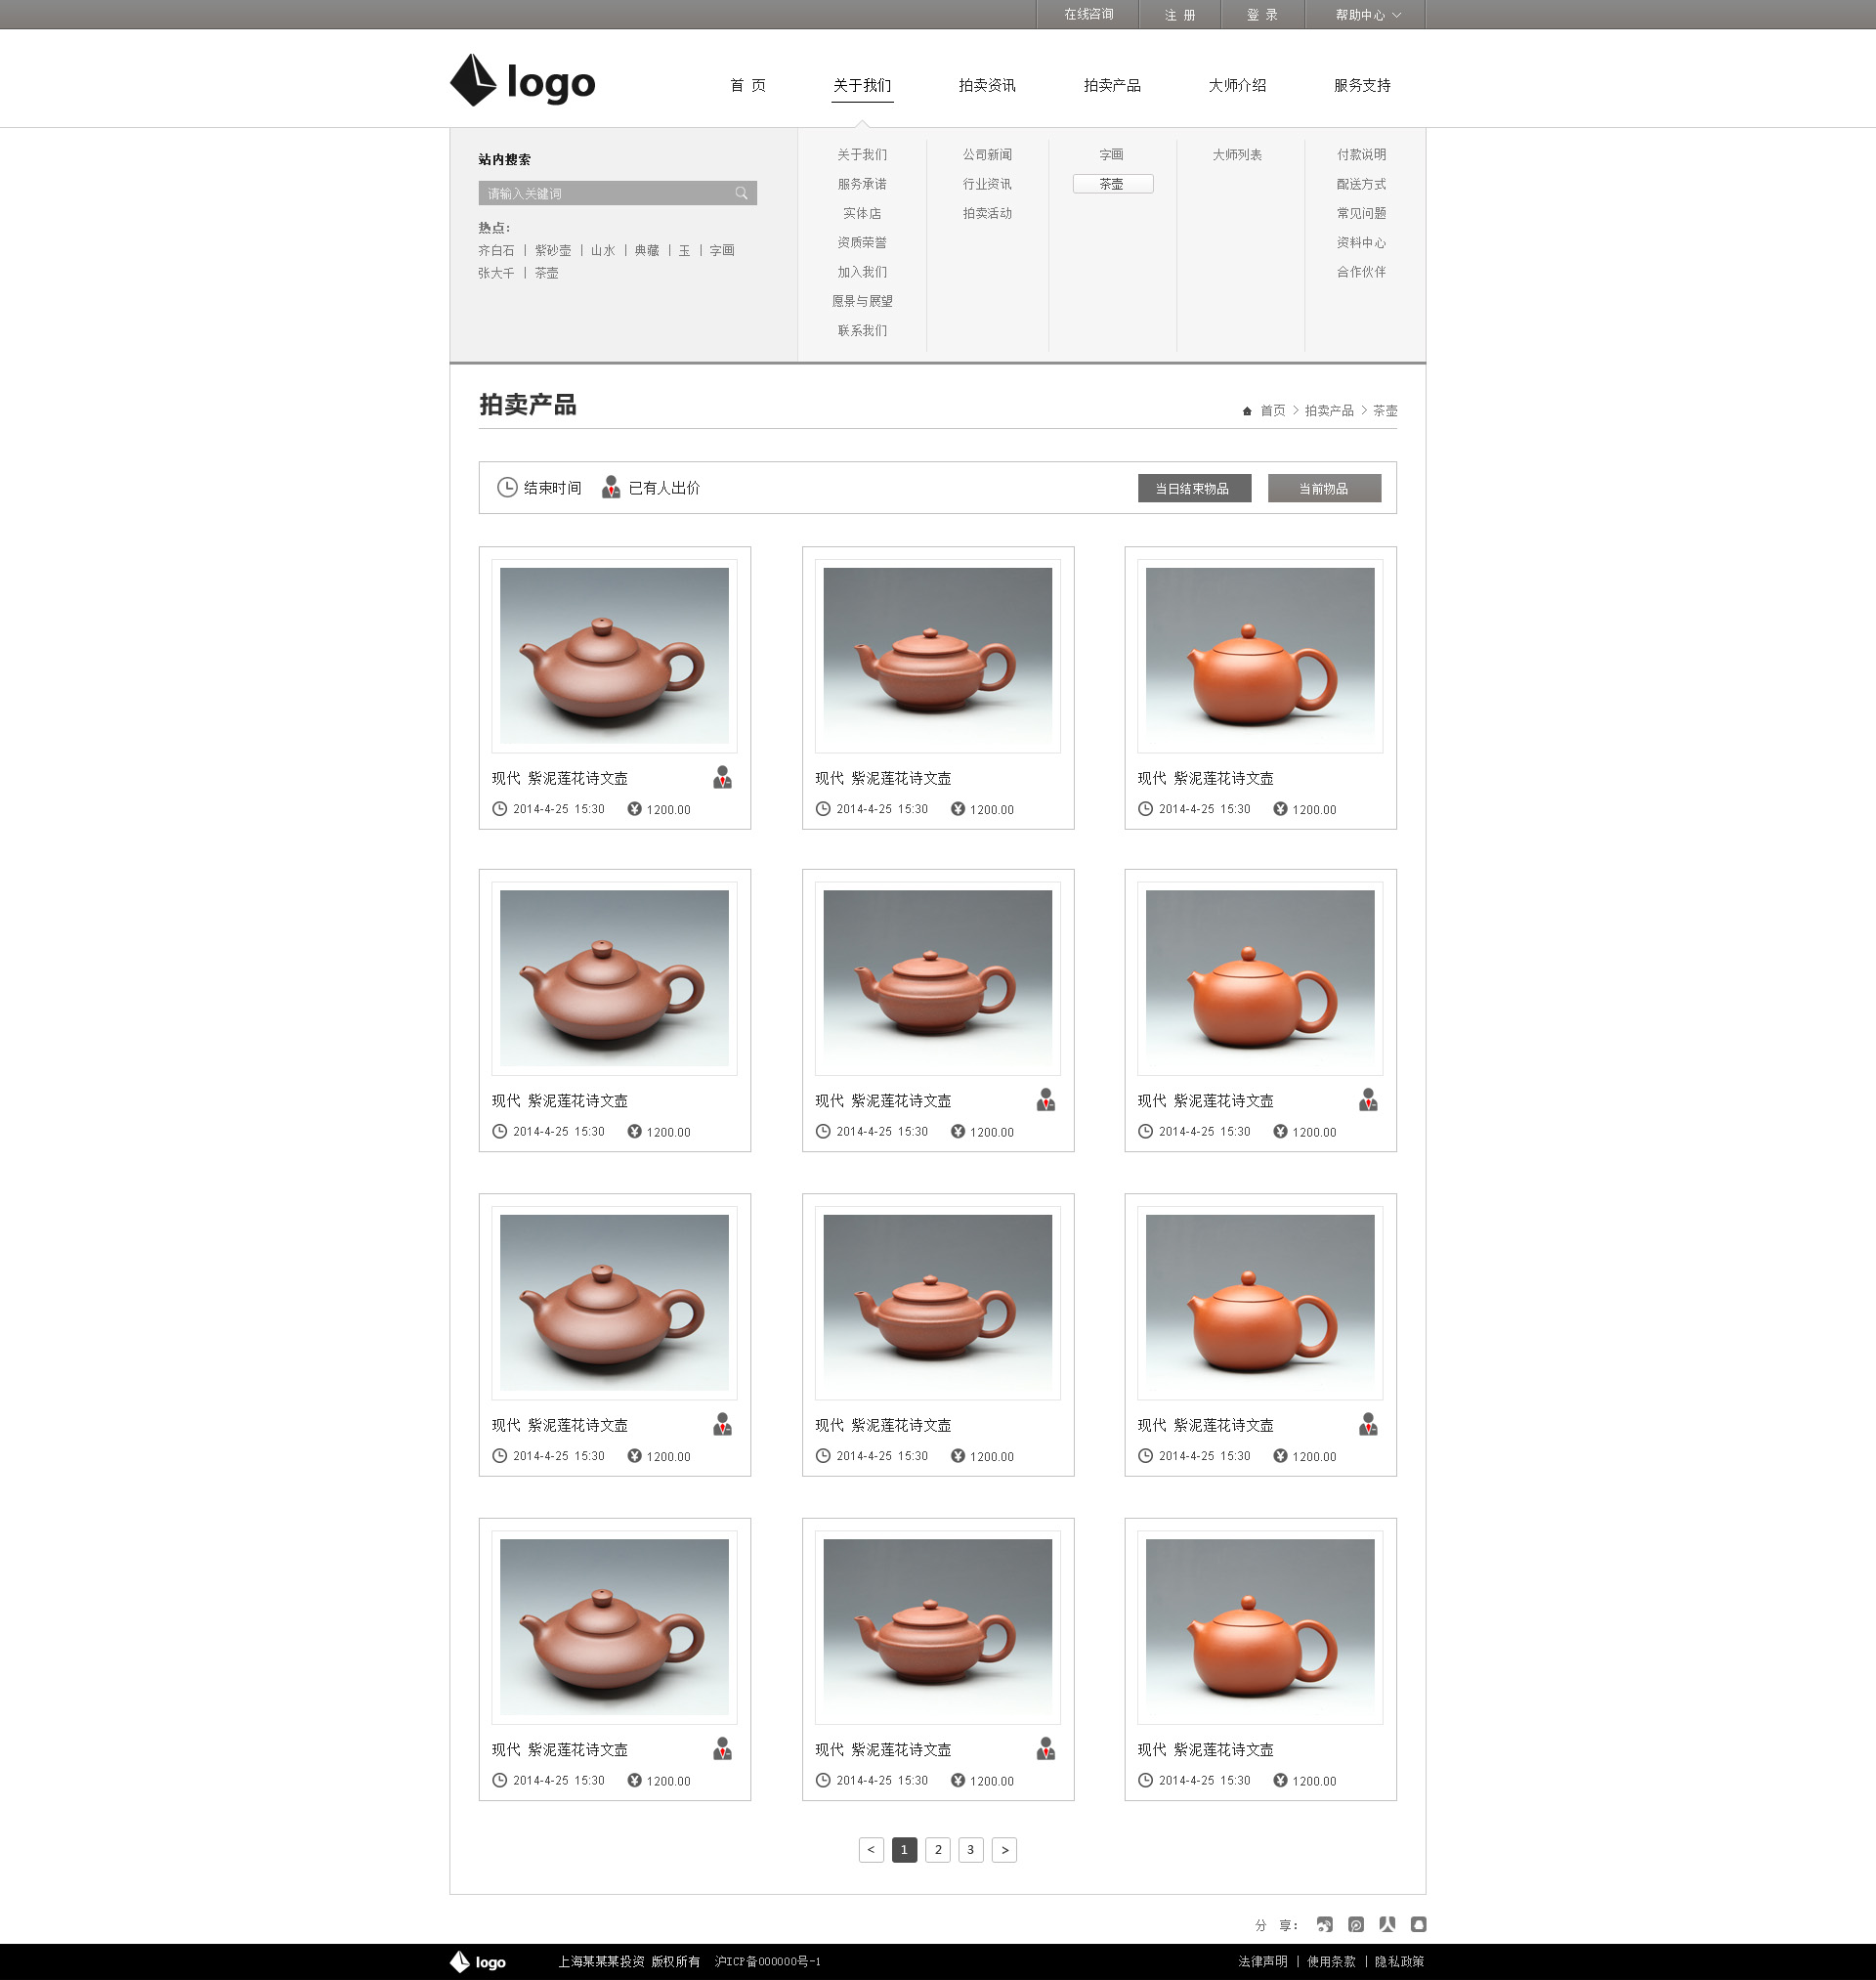 在线咨询 注 册 登 录 帮助中心
logo 首 页 关于我们 拍卖资讯 拍卖产品 大师介绍 服务支持
站内搜索
请输入关键词
热点:
齐白石 | 紫砂壶 | 山水 | 典藏 | 玉 | 字画
张大千 | 茶壶
关于我们
服务承诺
实体店
资质荣誉
加入我们
愿景与展望
联系我们
公司新闻
行业资讯
拍卖活动
字画
茶壶
大师列表
付款说明
配送方式
常见问题
资料中心
合作伙伴
拍卖产品
首页 > 拍卖产品 > 茶壶
结束时间 已有人出价 当日结束物品 当前物品
现代 紫泥莲花诗文壶 现代 紫泥莲花诗文壶 现代 紫泥莲花诗文壶
2014-4-25 15:30 ¥ 1200.00 2014-4-25 15:30 ¥ 1200.00 2014-4-25 15:30 ¥ 1200.00
现代 紫泥莲花诗文壶 现代 紫泥莲花诗文壶 现代 紫泥莲花诗文壶
2014-4-25 15:30 ¥ 1200.00 2014-4-25 15:30 ¥ 1200.00 2014-4-25 15:30 ¥ 1200.00
现代 紫泥莲花诗文壶 现代 紫泥莲花诗文壶 现代 紫泥莲花诗文壶
2014-4-25 15:30 ¥ 1200.00 2014-4-25 15:30 ¥ 1200.00 2014-4-25 15:30 ¥ 1200.00
现代 紫泥莲花诗文壶 现代 紫泥莲花诗文壶 现代 紫泥莲花诗文壶
2014-4-25 15:30 ¥ 1200.00 2014-4-25 15:30 ¥ 1200.00 2014-4-25 15:30 ¥ 1200.00
< 1 2 3 >
分 享:
logo 上海某某某投资 版权所有 沪ICP备000000号-1 法律声明 | 使用条款 | 隐私政策